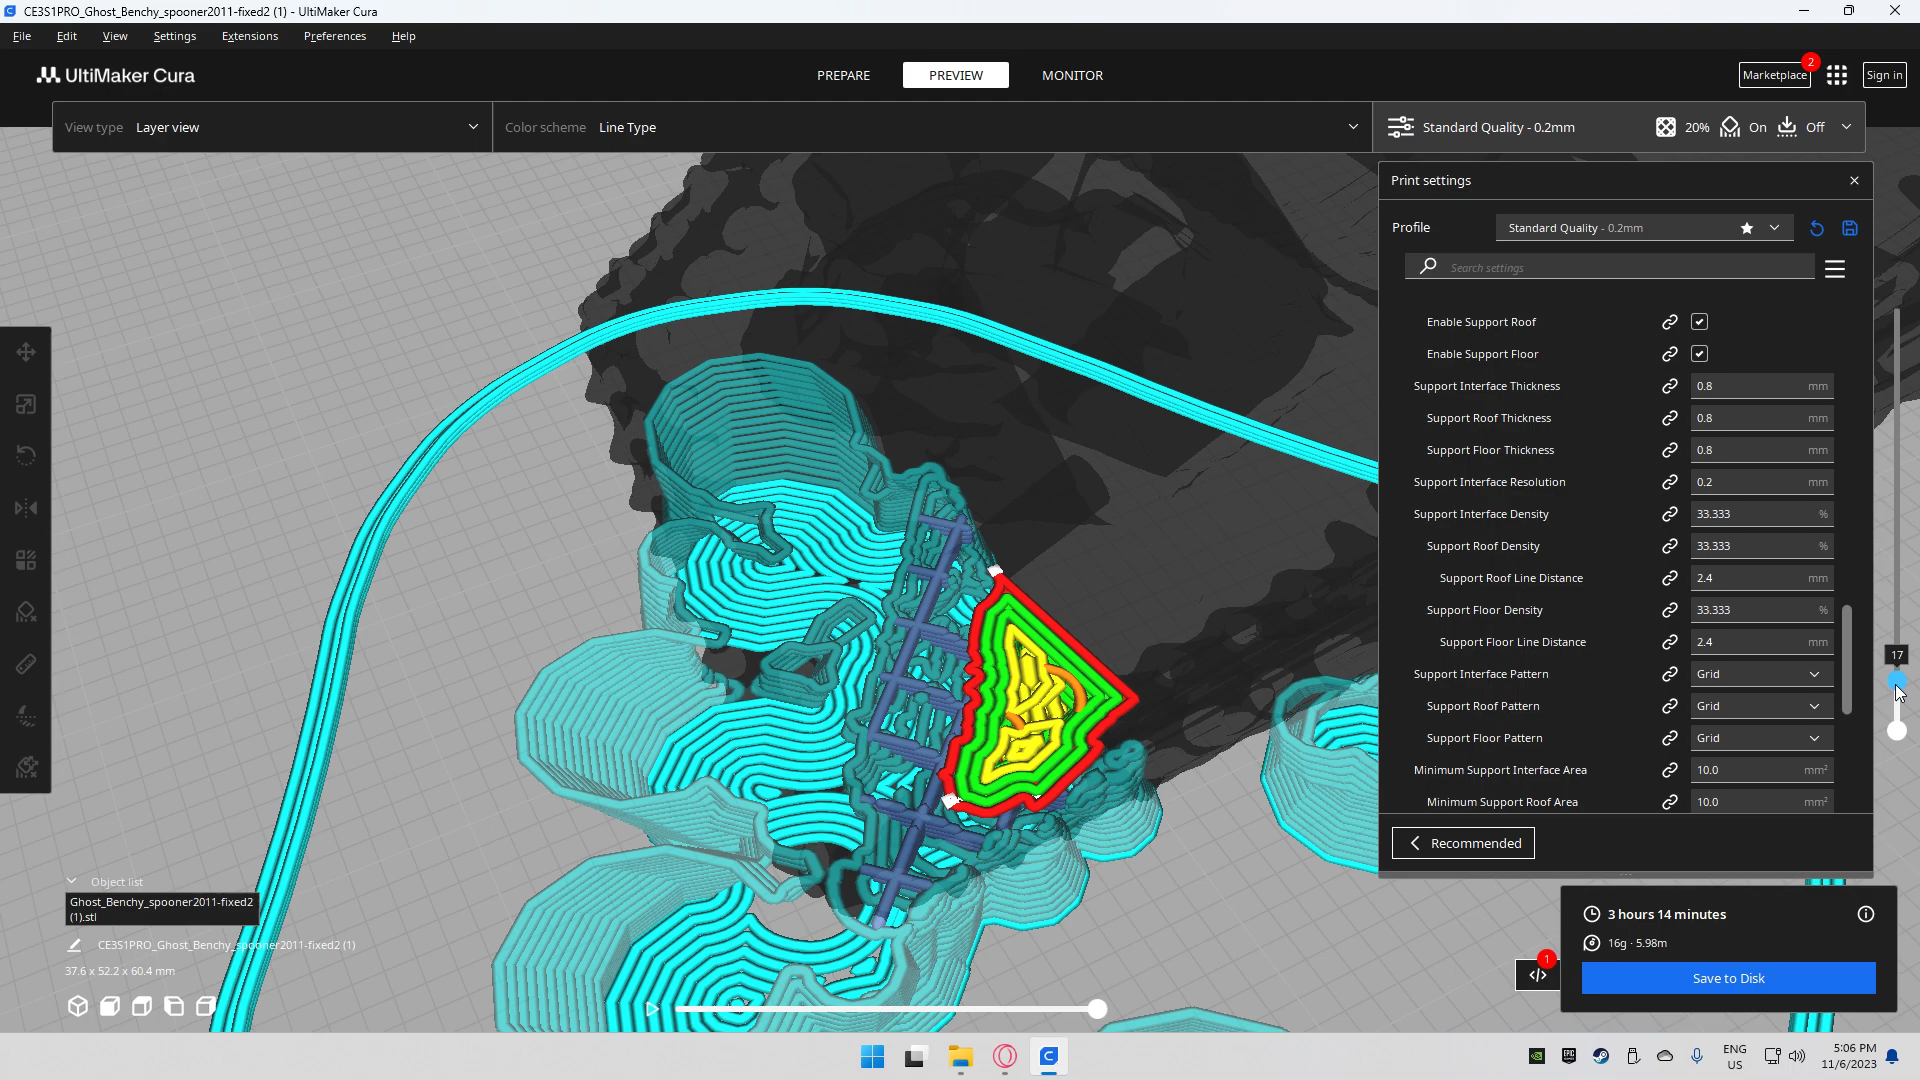 CE3S1PRO_Ghost_Benchy_spooner2011-fixed2 (1) - UltiMaker Cura
File Edit View Settings Extensions Preferences Help
UltiMaker Cura
PREPARE PREVIEW MONITOR
Marketplace 2 Sign in
View type Layer view
Color scheme Line Type
Standard Quality - 0.2mm 20% On Off
Print settings
Profile Standard Quality - 0.2mm
Search settings
Enable Support Roof
Enable Support Floor
Support Interface Thickness 0.8 mm
Support Roof Thickness 0.8 mm
Support Floor Thickness 0.8 mm
Support Interface Resolution 0.2 mm
Support Interface Density 33.333 %
Support Roof Density 33.333 %
Support Roof Line Distance 2.4 mm
Support Floor Density 33.333 %
Support Floor Line Distance 2.4 mm
Support Interface Pattern Grid
Support Roof Pattern Grid
Support Floor Pattern Grid
Minimum Support Interface Area 10.0 mm²
Minimum Support Roof Area 10.0 mm²
17
Recommended
Object list
Ghost_Benchy_spooner2011-fixed2
(1).stl
CE3S1PRO_Ghost_Benchy_spooner2011-fixed2 (1)
37.6 x 52.2 x 60.4 mm
3 hours 14 minutes
16g · 5.98m
1
Save to Disk
ENG
US
5:06 PM
11/6/2023